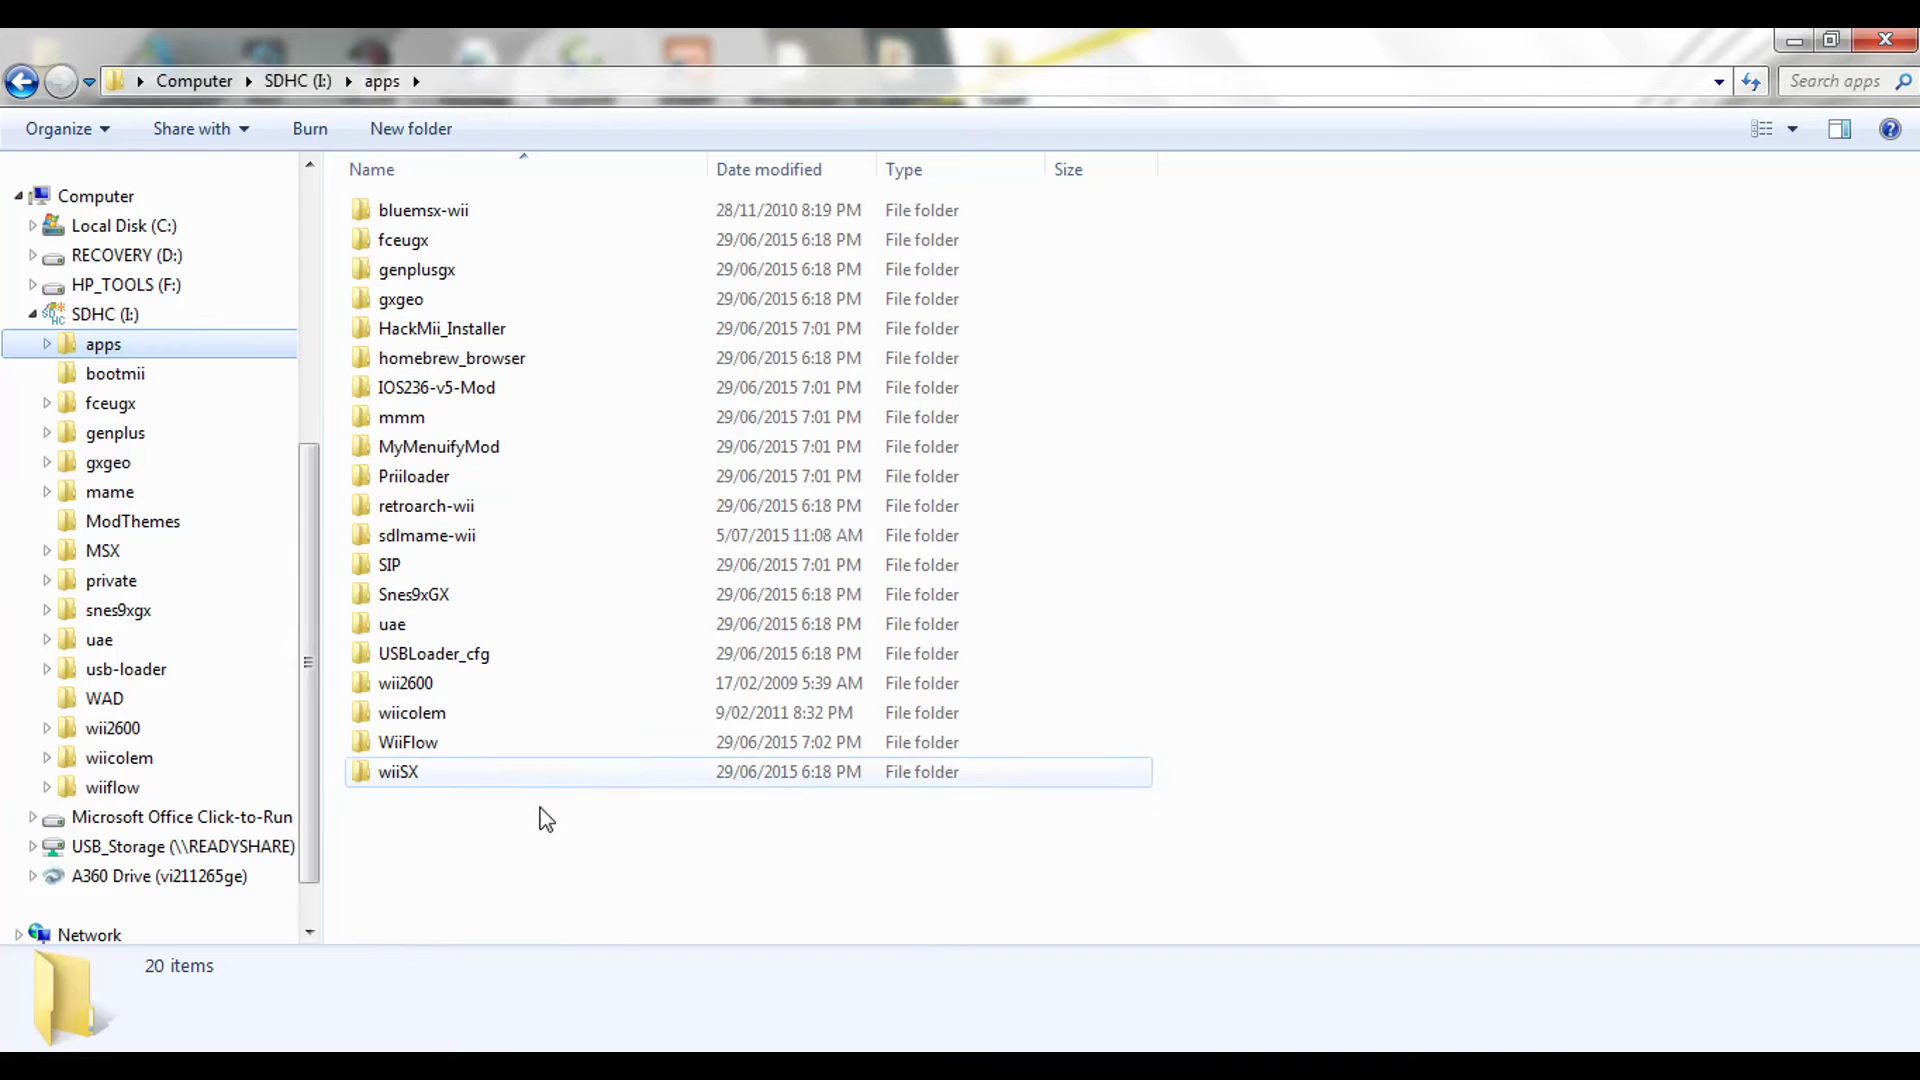 Computer SDHC (I:) apps
Search apps
Organize Share with Burn New folder
Name Date modified Type Size
Computer
Local Disk (C:)
RECOVERY (D:)
HP_TOOLS (F:)
SDHC (I:)
apps
bootmii
fceugx
genplus
gxgeo
mame
ModThemes
MSX
private
snes9xgx
uae
usb-loader
WAD
wii2600
wiicolem
wiiflow
Microsoft Office Click-to-Run
USB_Storage (\\READYSHARE)
A360 Drive (vi211265ge)
Network
bluemsx-wii 28/11/2010 8:19 PM File folder
fceugx 29/06/2015 6:18 PM File folder
genplusgx 29/06/2015 6:18 PM File folder
gxgeo 29/06/2015 6:18 PM File folder
HackMii_Installer 29/06/2015 7:01 PM File folder
homebrew_browser 29/06/2015 6:18 PM File folder
IOS236-v5-Mod 29/06/2015 7:01 PM File folder
mmm 29/06/2015 7:01 PM File folder
MyMenuifyMod 29/06/2015 7:01 PM File folder
Priiloader 29/06/2015 7:01 PM File folder
retroarch-wii 29/06/2015 6:18 PM File folder
sdlmame-wii 5/07/2015 11:08 AM File folder
SIP 29/06/2015 7:01 PM File folder
Snes9xGX 29/06/2015 6:18 PM File folder
uae 29/06/2015 6:18 PM File folder
USBLoader_cfg 29/06/2015 6:18 PM File folder
wii2600 17/02/2009 5:39 AM File folder
wiicolem 9/02/2011 8:32 PM File folder
WiiFlow 29/06/2015 7:02 PM File folder
wiiSX 29/06/2015 6:18 PM File folder
20 items